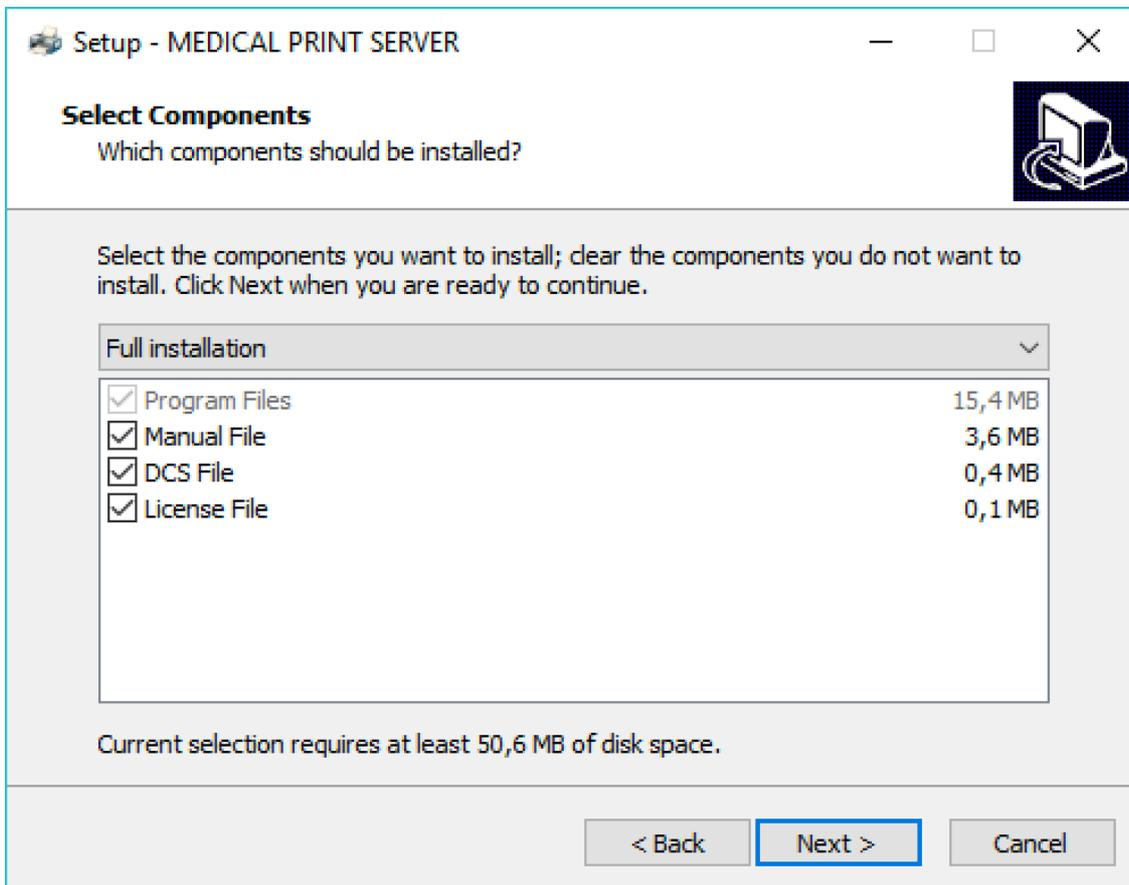 Setup - MEDICAL PRINT SERVER
Select Components
Which components should be installed?
Select the components you want to install; clear the components you do not want to
install. Click Next when you are ready to continue.
Full installation
Program Files 15,4 MB
Manual File 3,6 MB
DCS File 0,4 MB
License File 0,1 MB
Current selection requires at least 50,6 MB of disk space.
< Back Next > Cancel